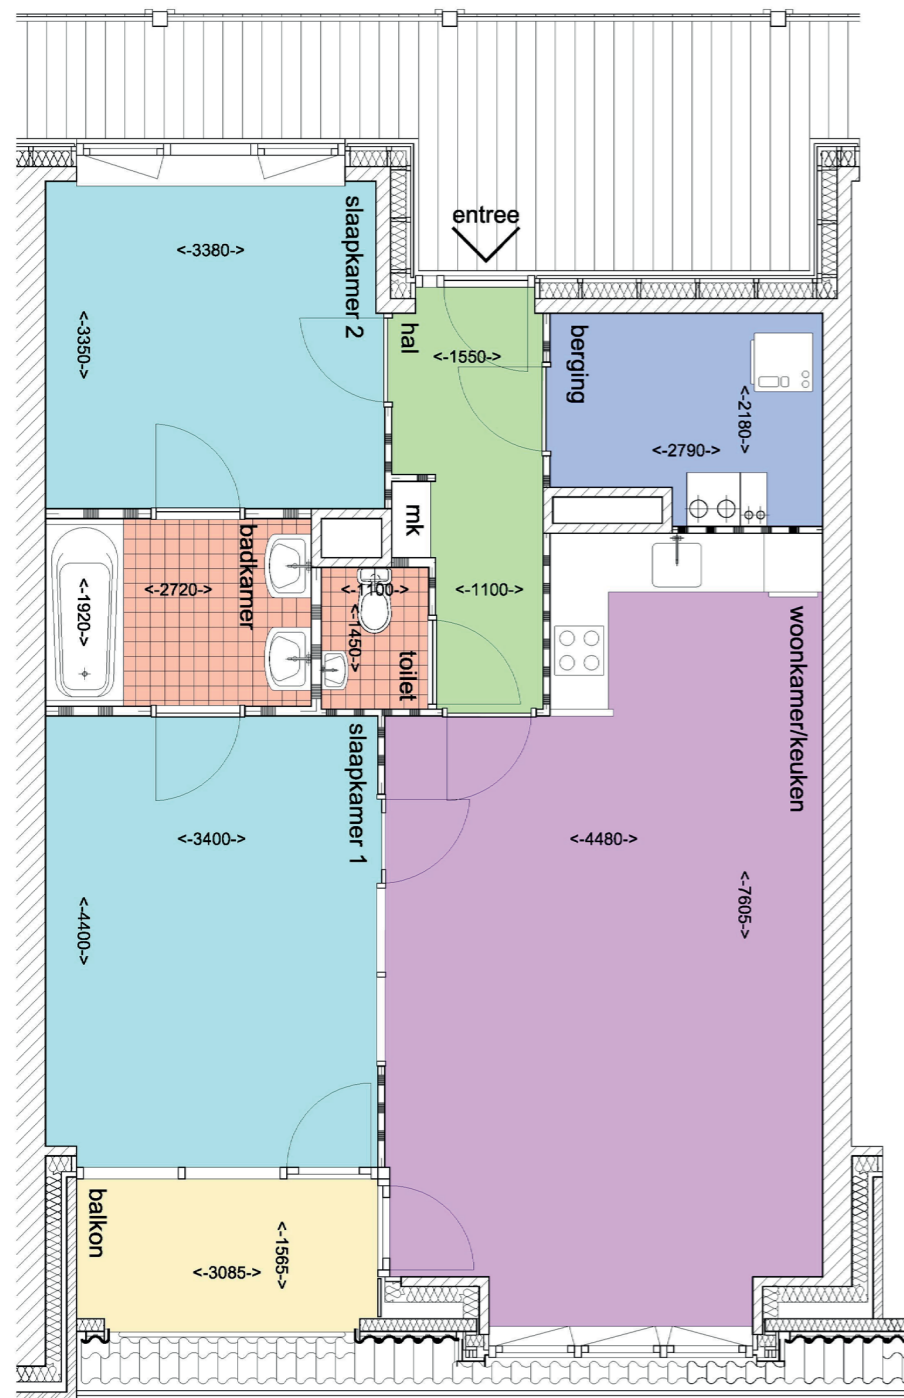 entree
slaapkamer 2
<-3380->
<-3350->
hal
<-1550->
berging
<-2180->
<-2790->
mk
badkamer
<-2720->
<-1920->
<-1100->
<-1450->
toilet
<-1100->
woonkamer/keuken
slaapkamer 1
<-3400->
<-4400->
<-4480->
<-7605->
balkon
<-1565->
<-3085->